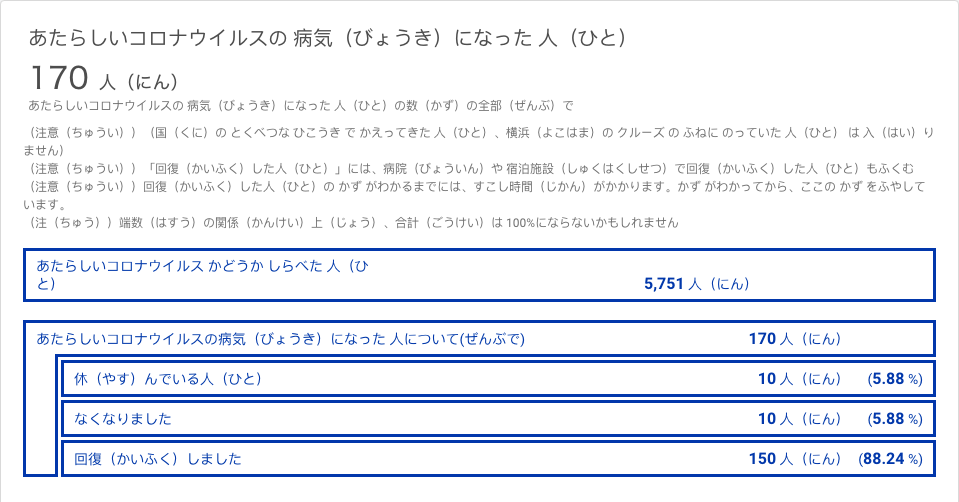 あたらしいコロナウイルスの 病気（びょうき）になった 人（ひと）
170 人（にん）
あたらしいコロナウイルスの 病気（びょうき）になった 人（ひと）の数（かず）の全部（ぜんぶ）で
（注意（ちゅうい））（国（くに）の とくべつな ひこうき で かえってきた 人（ひと）、横浜（よこはま）の クルーズ の ふねに のっていた 人（ひと） は 入（はい）り
ません）
（注意（ちゅうい））「回復（かいふく）した人（ひと）」には、病院（びょういん）や 宿泊施設（しゅくはくしせつ）で回復（かいふく）した人（ひと）もふくむ
（注意（ちゅうい））回復（かいふく）した人（ひと）の かず がわかるまでには、すこし時間（じかん）がかかります。かず がわかってから、ここの かず をふやして
います。
（注（ちゅう））端数（はすう）の関係（かんけい）上（じょう）、合計（ごうけい）は 100%にならないかもしれません
あたらしいコロナウイルス かどうか しらべた 人（ひ
と） 5,751 人（にん）
あたらしいコロナウイルスの病気（びょうき）になった 人について(ぜんぶで) 170 人（にん）
休（やす）んでいる人（ひと） 10 人（にん） (5.88 %)
なくなりました 10 人（にん） (5.88 %)
回復（かいふく）しました 150 人（にん） (88.24 %)